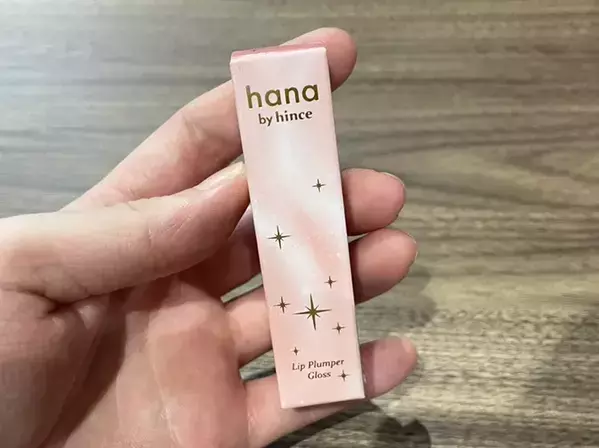 hana
by hince
Lip Plumper
Gloss